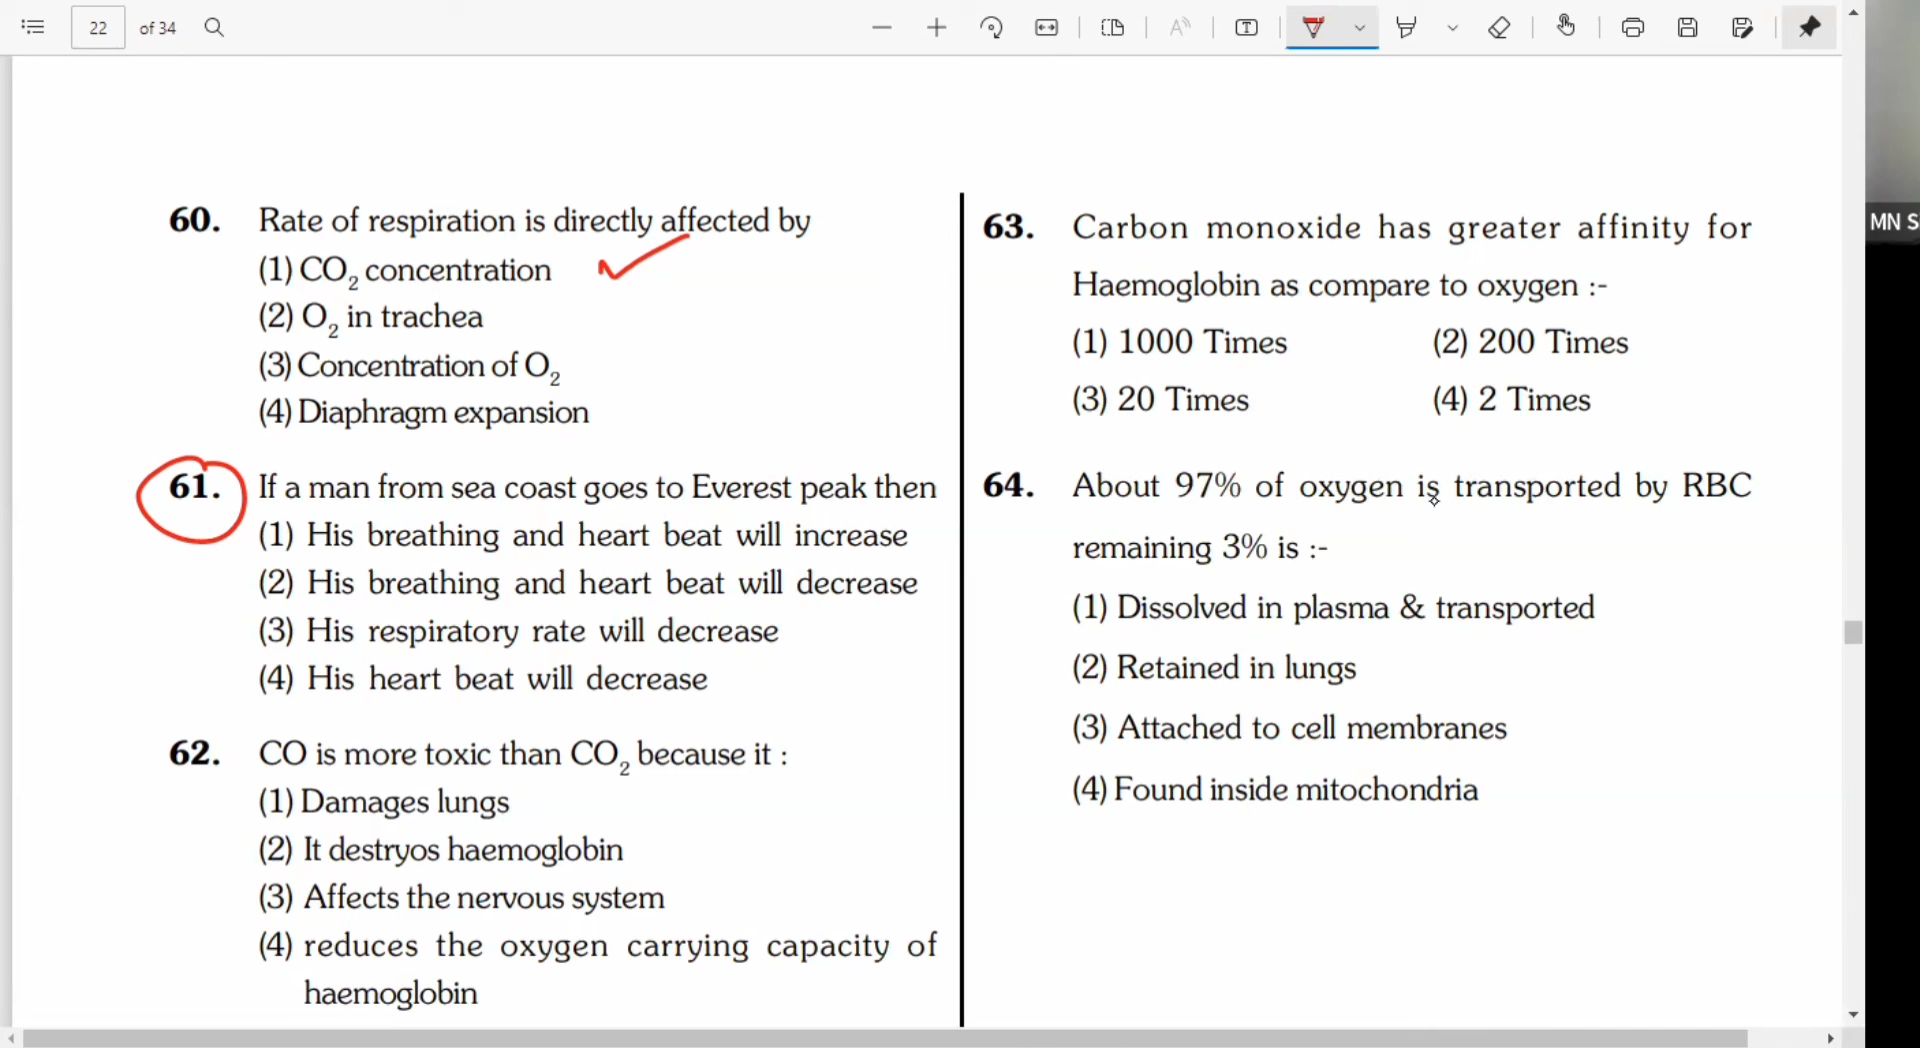 22
of 34
MN S
60. Rate of respiration is directly affected by
(1) CO₂ concentration
(2) O₂ in trachea
(3) Concentration of O₂
(4) Diaphragm expansion
61. If a man from sea coast goes to Everest peak then
(1) His breathing and heart beat will increase
(2) His breathing and heart beat will decrease
(3) His respiratory rate will decrease
(4) His heart beat will decrease
62. CO is more toxic than CO₂ because it :
(1) Damages lungs
(2) It destryos haemoglobin
(3) Affects the nervous system
(4) reduces the oxygen carrying capacity of
haemoglobin
63. Carbon monoxide has greater affinity for
Haemoglobin as compare to oxygen :-
(1) 1000 Times (2) 200 Times
(3) 20 Times (4) 2 Times
64. About 97% of oxygen is transported by RBC
remaining 3% is :-
(1) Dissolved in plasma & transported
(2) Retained in lungs
(3) Attached to cell membranes
(4) Found inside mitochondria